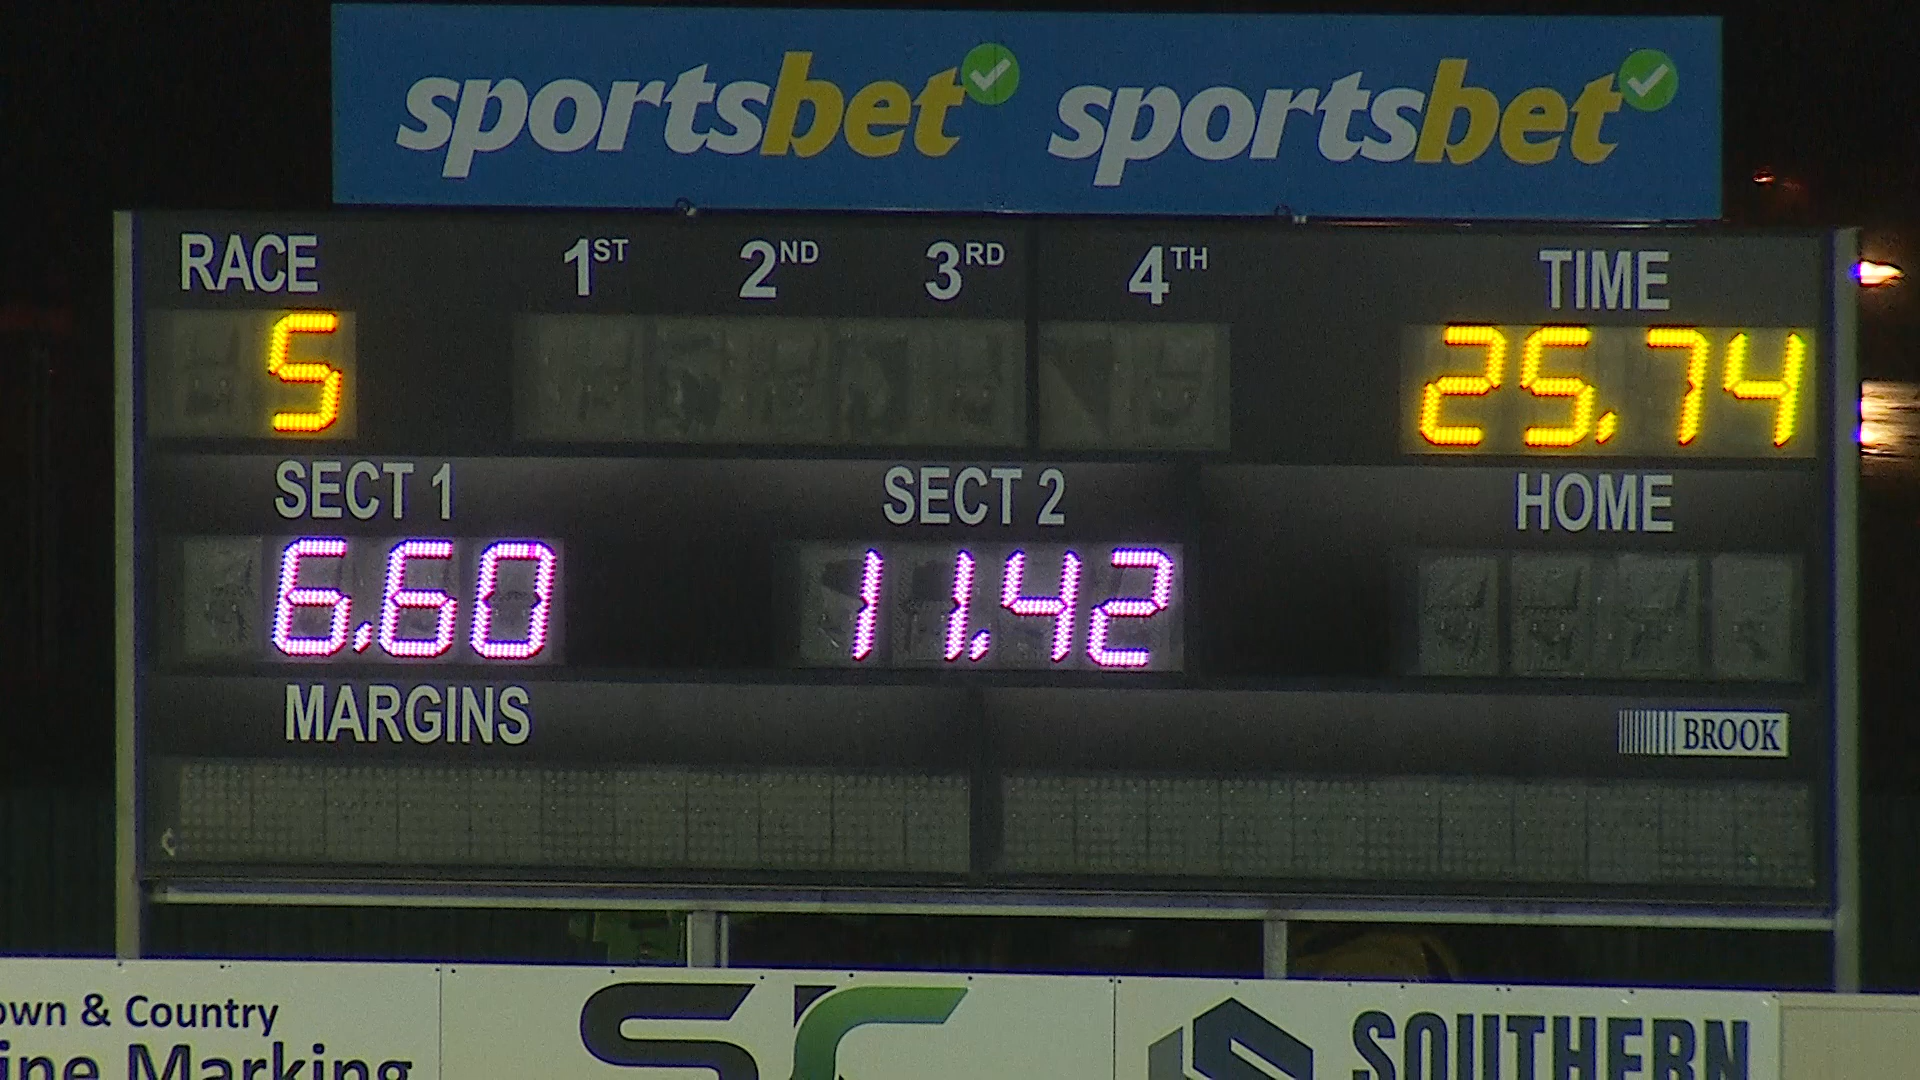 sportsbet sportsbet
RACE 1ST 2ND 3RD 4TH TIME
5 25.74
SECT 1 SECT 2 HOME
6.60 11.42
MARGINS
BROOK
& Country
Marking
SOUTHERN